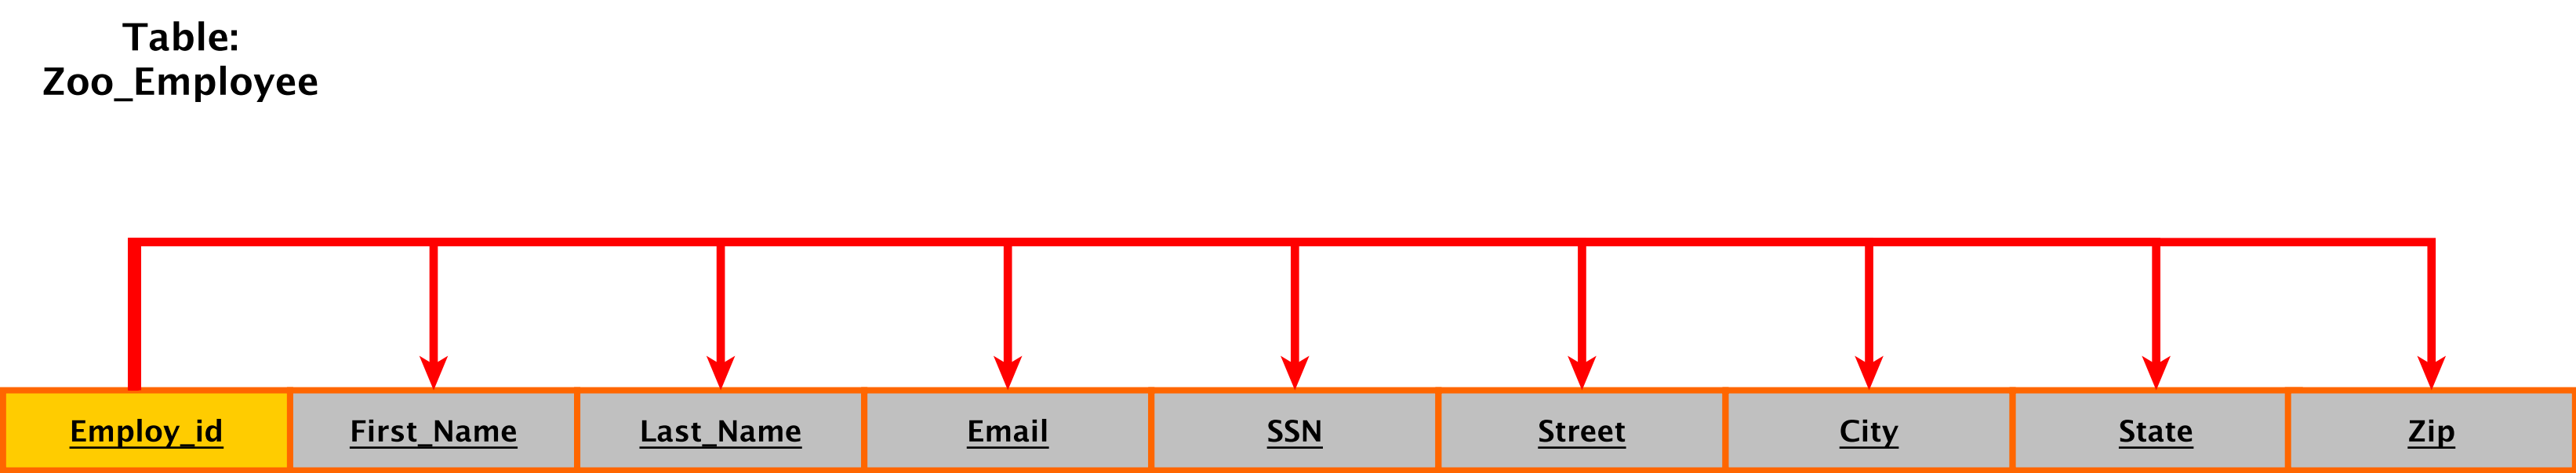 Table:
Zoo_Employee
Employ_id First_Name Last_Name Email SSN Street City State Zip